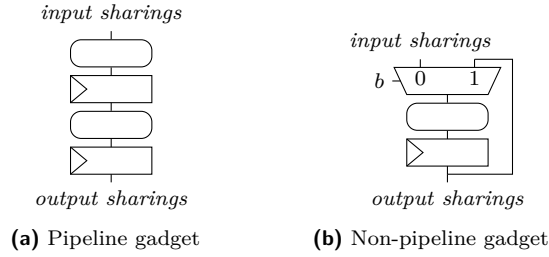 input sharings
output sharings
(a) Pipeline gadget
input sharings
b 0 1
output sharings
(b) Non-pipeline gadget